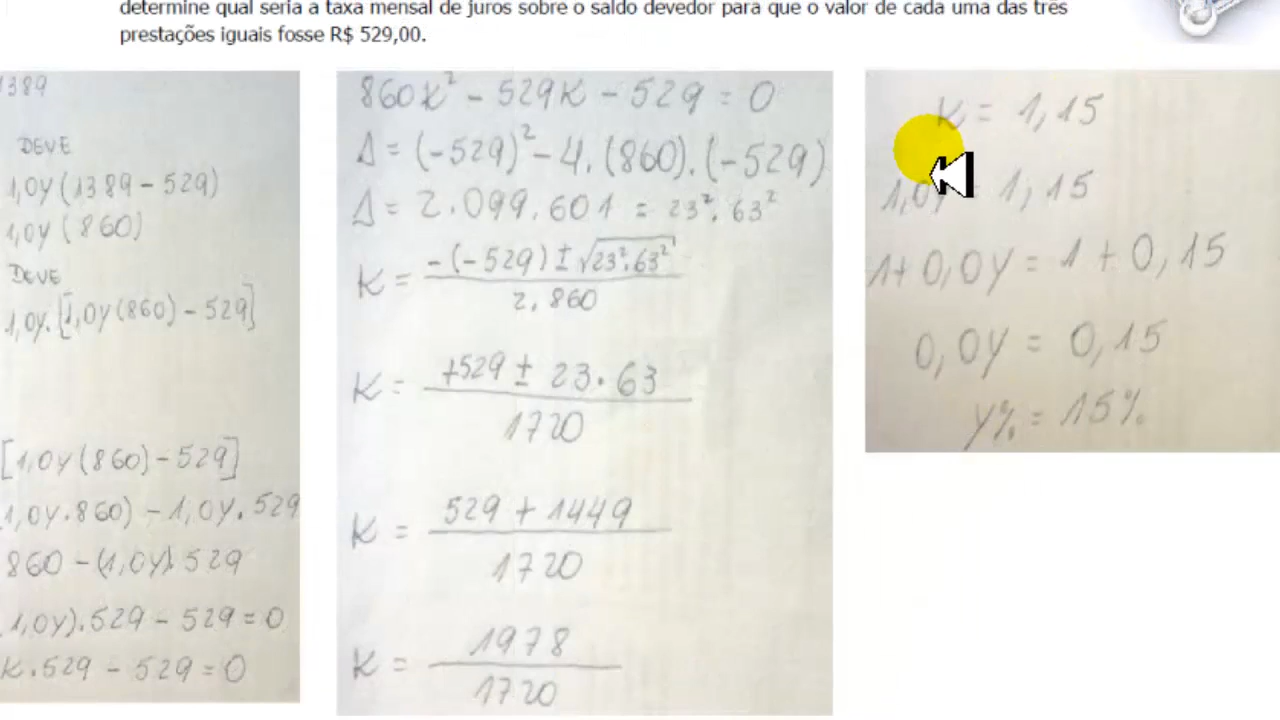 determine qual seria a taxa mensal de juros sobre o saldo devedor para que o valor de cada uma das três
prestações iguais fosse R$ 529,00.
1389
DEVE
1,0y(1389-529)
1,0y(860)
DEVE
1,0y.[1,0y(860)-529]
[1,0y(860)-529]
1,0y.860)-1,0y.529
860-(1,0y).529
1,0y).529-529=0
K.529-529=0
860K²-529K-529=0
Δ=(-529)²-4.(860).(-529)
Δ=2.099.601=23².63²
K= -(-529)±√23².63²
2.860
K= +529±23.63
1720
K= 529+1449
1720
K= 1978
1720
K=1,15
1,0y=1,15
1+0,0y=1+0,15
0,0y=0,15
y%=15%